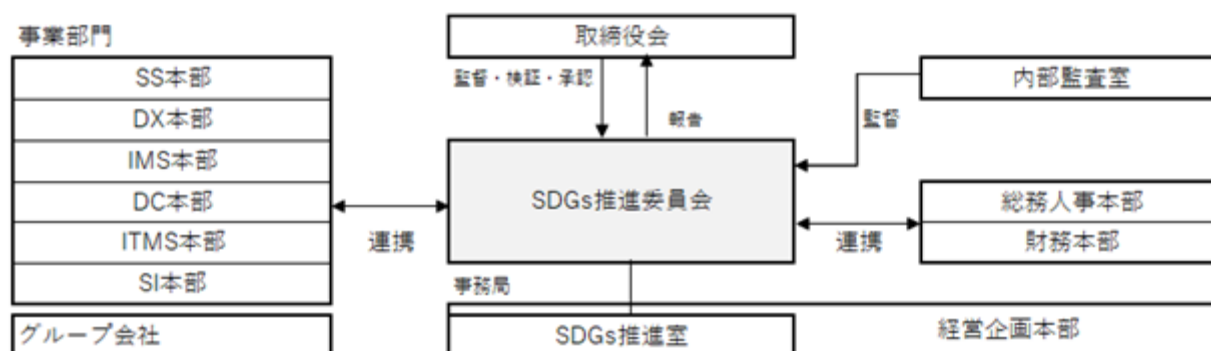 事業部門
SS本部
DX本部
IMS本部
DC本部
ITMS本部
SI本部
グループ会社
連携
取締役会
監督・検証・承認
報告
SDGs推進委員会
事務局
SDGs推進室
経営企画本部
内部監査室
監督
連携
総務人事本部
財務本部